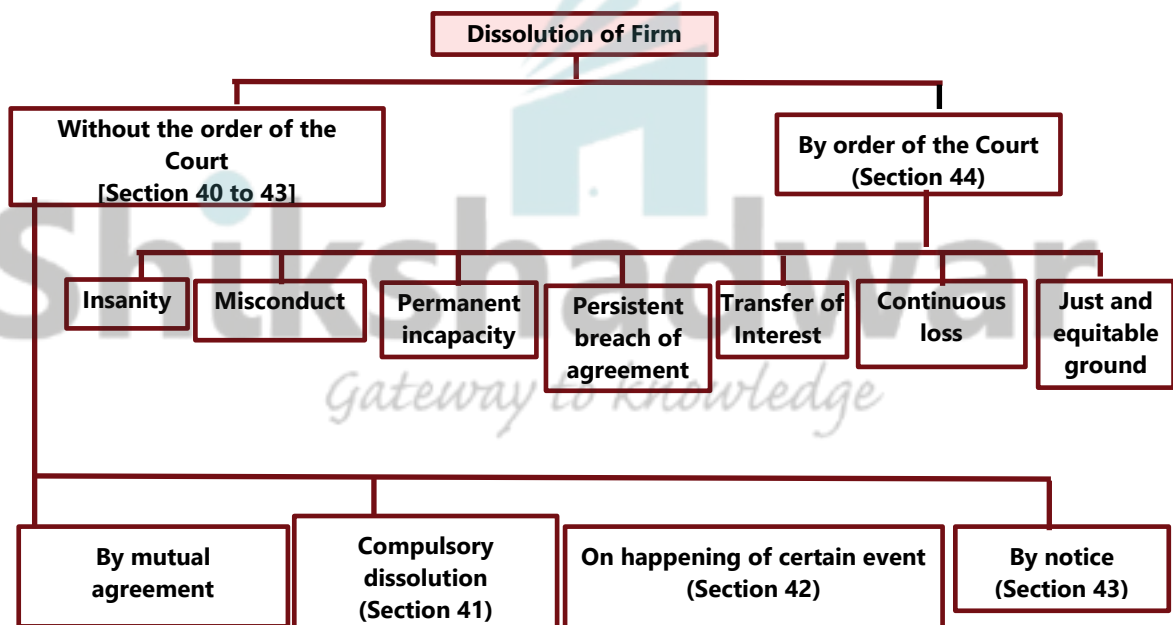 Dissolution of Firm
Without the order of the
Court
[Section 40 to 43]
By order of the Court
(Section 44)
Shikshadwar
Insanity
Misconduct
Permanent
incapacity
Persistent
breach of
agreement
Transfer of
Interest
Continuous
loss
Just and
equitable
ground
Gateway to knowledge
By mutual
agreement
Compulsory
dissolution
(Section 41)
On happening of certain event
(Section 42)
By notice
(Section 43)